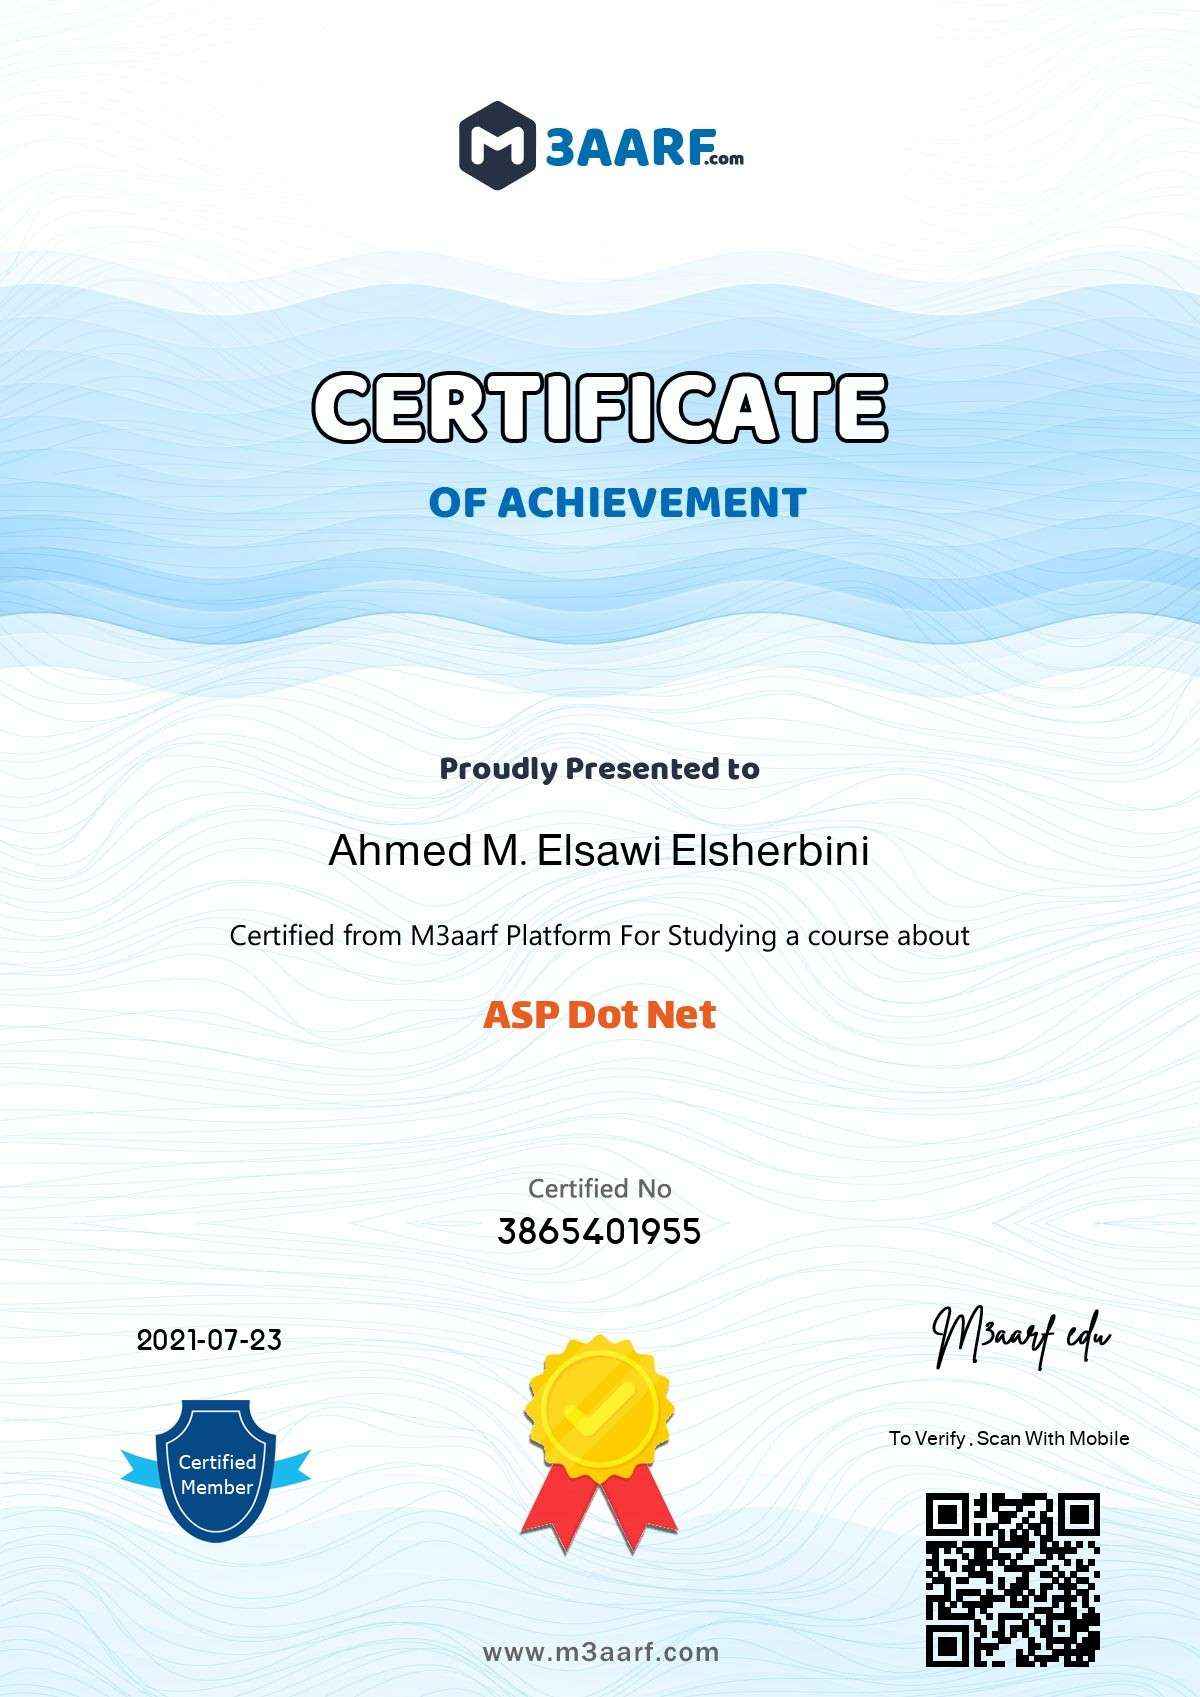 M 3AARF.com
CERTIFICATE
OF ACHIEVEMENT
Proudly Presented to
Ahmed M. Elsawi Elsherbini
Certified from M3aarf Platform For Studying a course about
ASP Dot Net
Certified No
3865401955
2021-07-23
M3aarf edu
Certified
Member
To Verify , Scan With Mobile
www.m3aarf.com